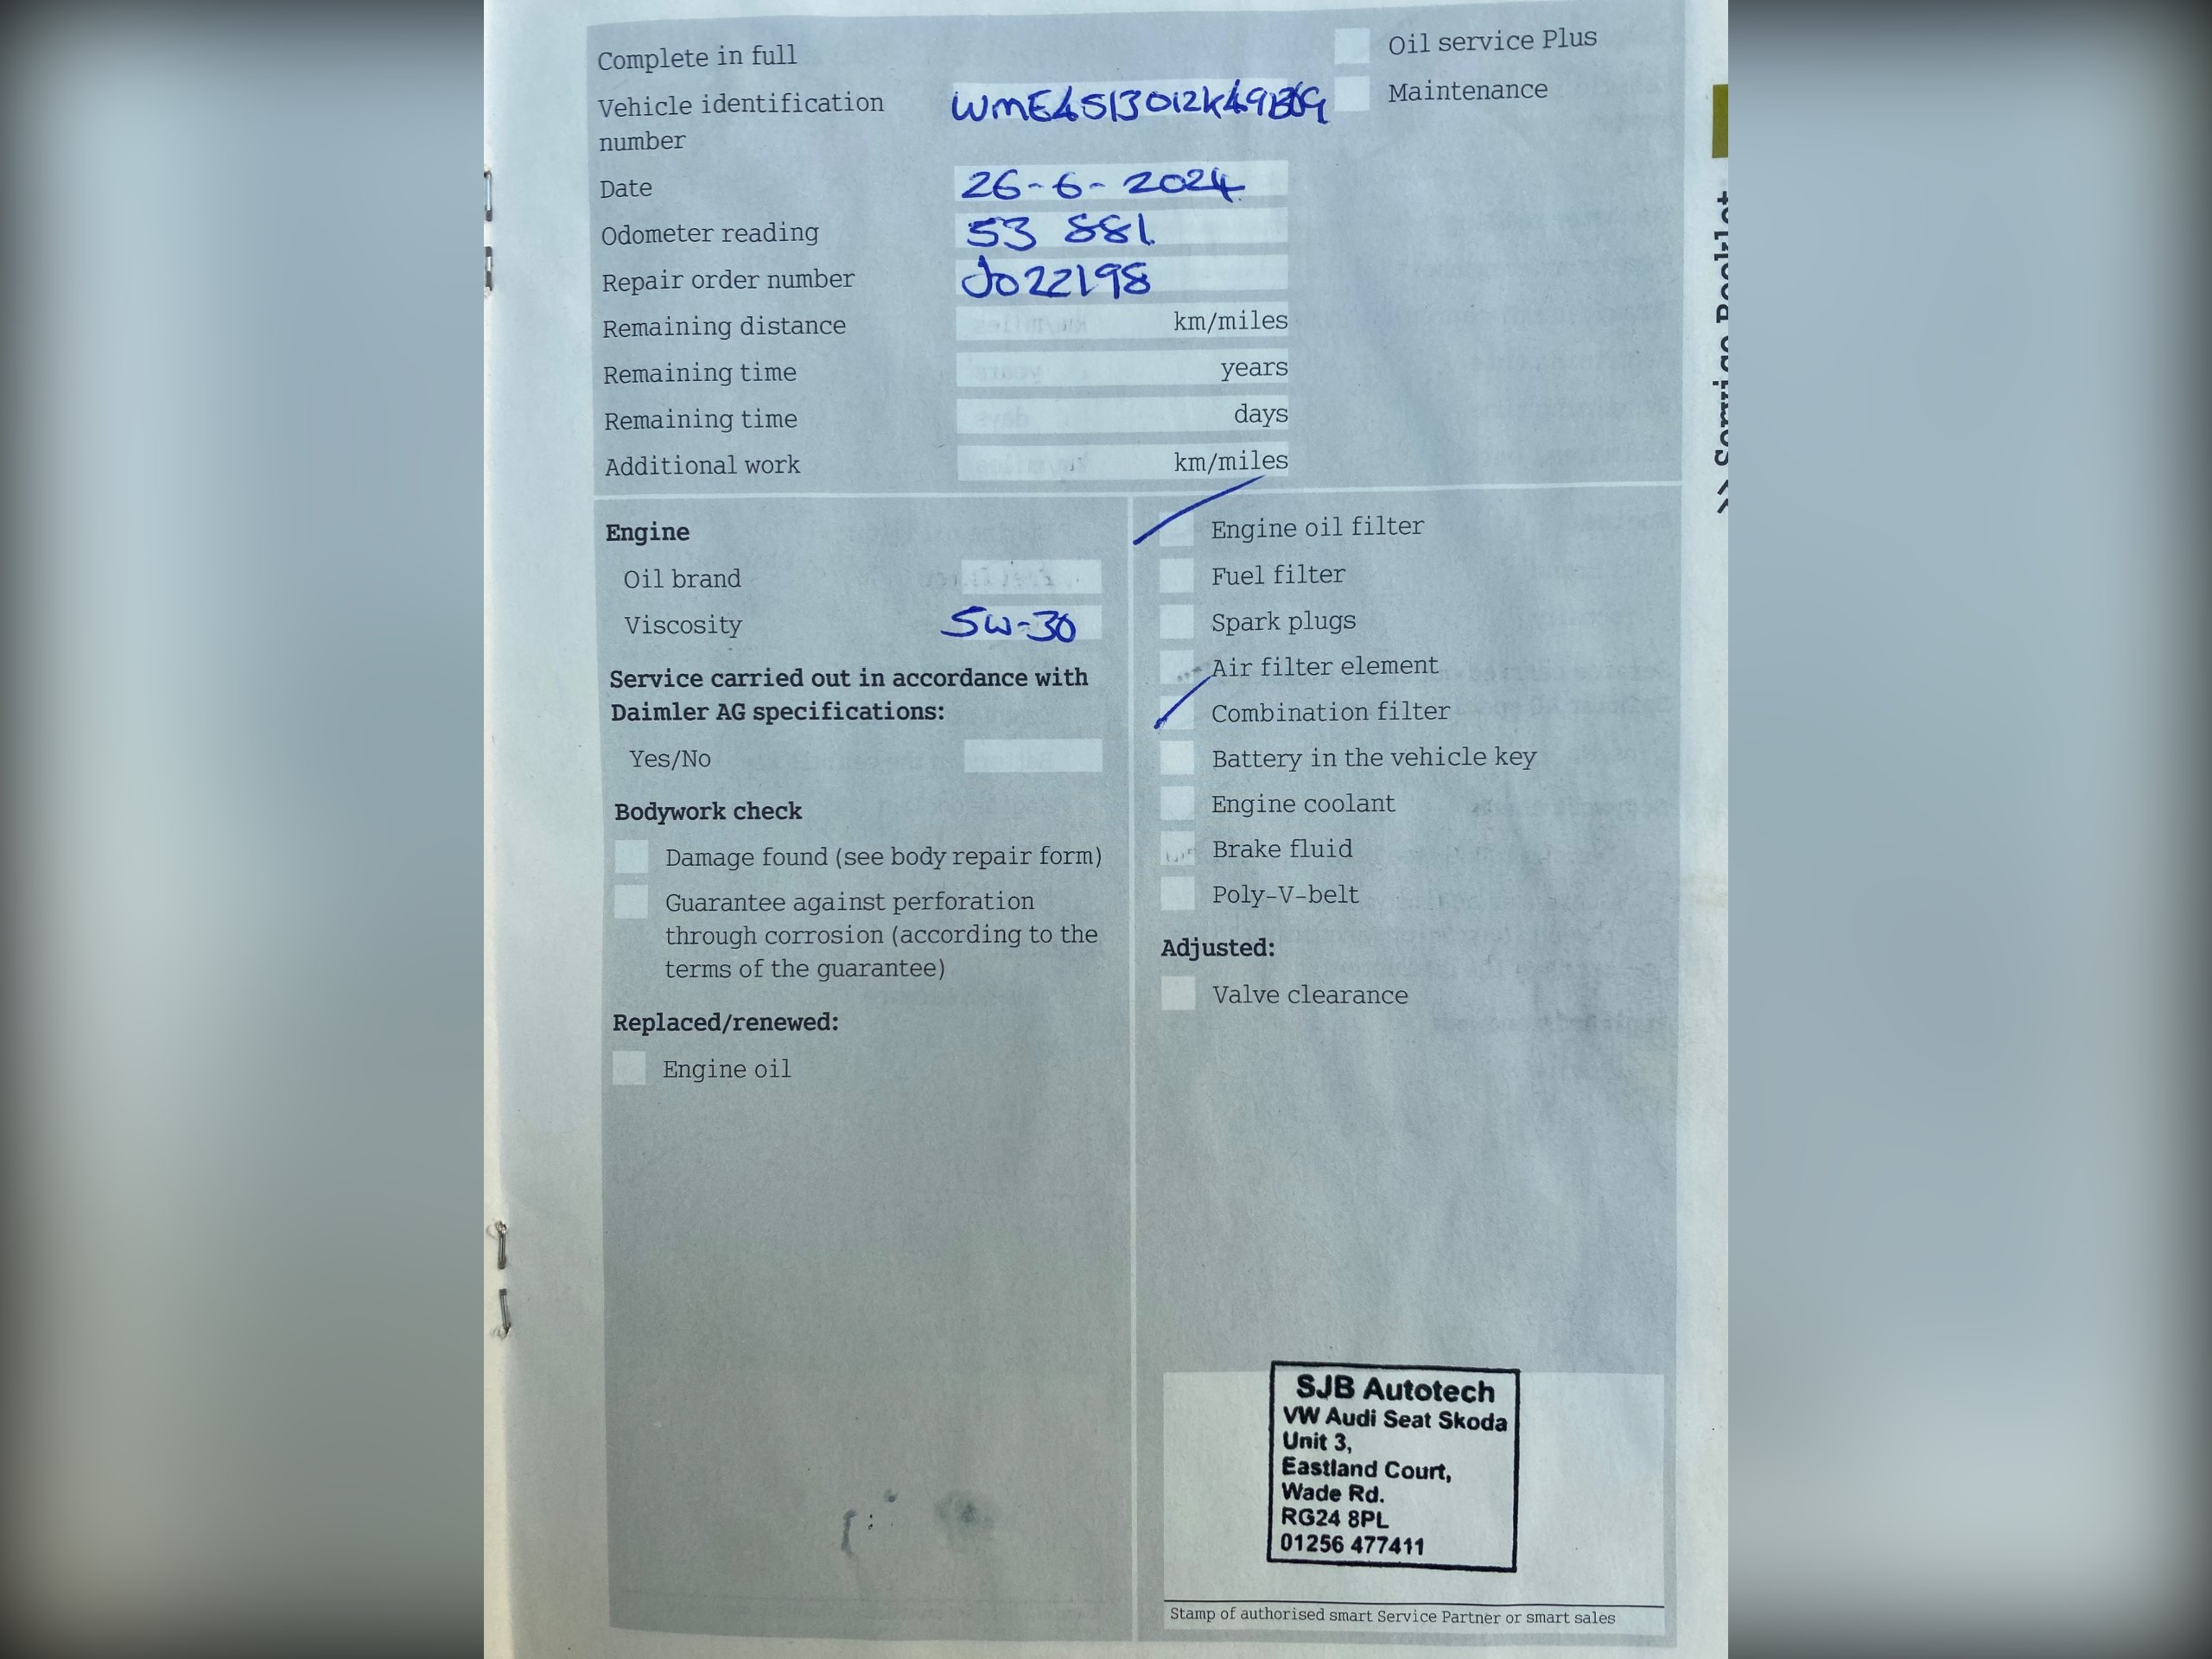 Complete in full
Oil service Plus
Vehicle identification number
Maintenance
Date 26-6-2024
Odometer reading 53 881
Repair order number J022198
Remaining distance km/miles
Remaining time years
Remaining time days
Additional work km/miles
>> Service Booklet
Engine
Oil brand
Viscosity 5W-30
Service carried out in accordance with
Daimler AG specifications:
Yes/No
Bodywork check
Damage found (see body repair form)
Guarantee against perforation
through corrosion (according to the
terms of the guarantee)
Replaced/renewed:
Engine oil
Engine oil filter
Fuel filter
Spark plugs
Air filter element
Combination filter
Battery in the vehicle key
Engine coolant
Brake fluid
Poly-V-belt
Adjusted:
Valve clearance
SJB Autotech
VW Audi Seat Skoda
Unit 3,
Eastland Court,
Wade Rd.
RG24 8PL
01256 477411
Stamp of authorised smart Service Partner or smart sales